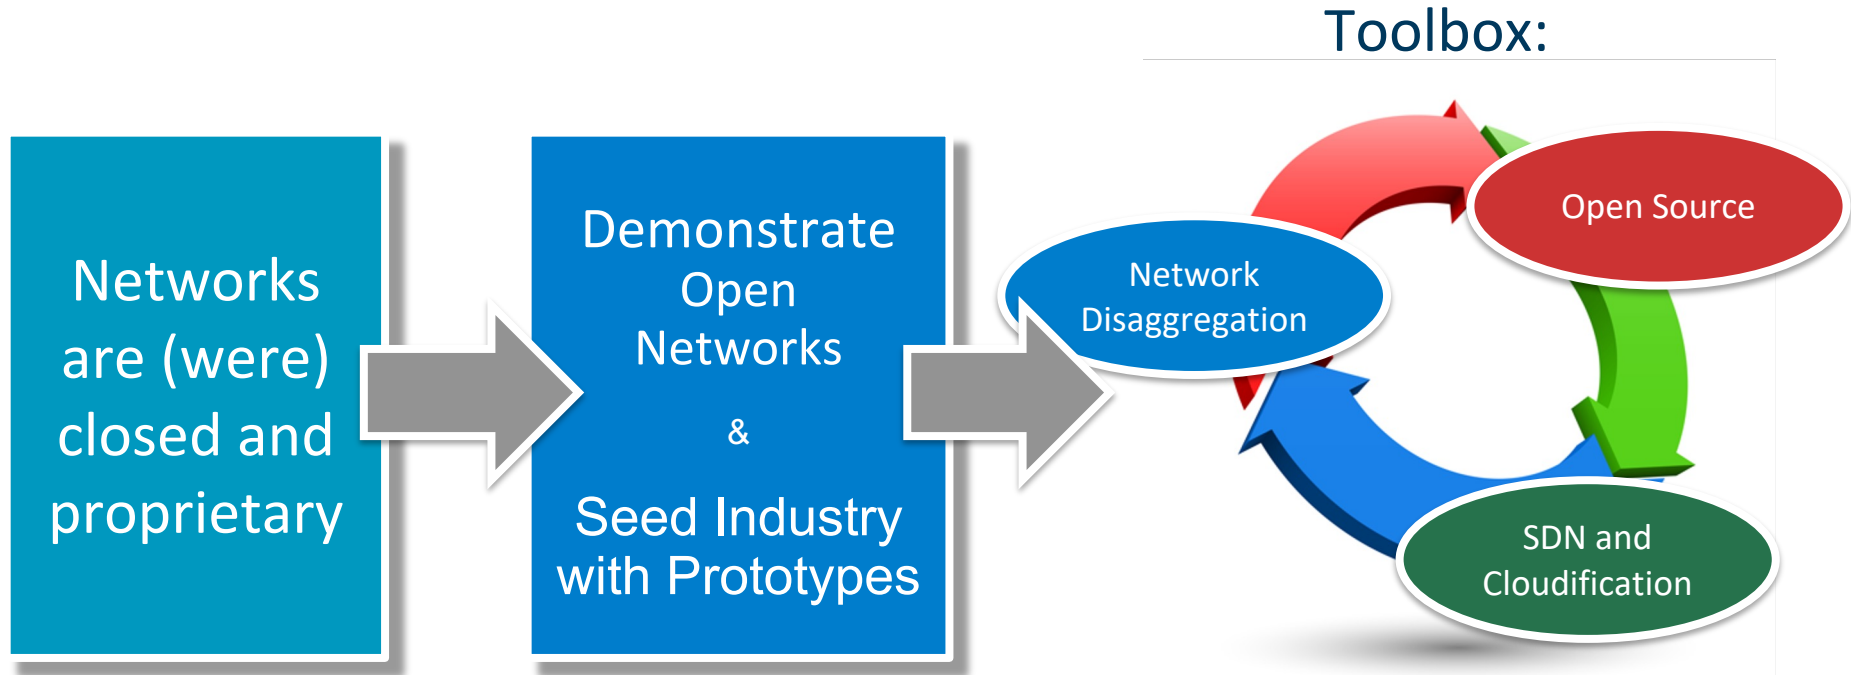 Toolbox:
Networks
are (were)
closed and
proprietary
Demonstrate
Open
Networks
&
Seed Industry
with Prototypes
Network
Disaggregation
Open Source
SDN and
Cloudification